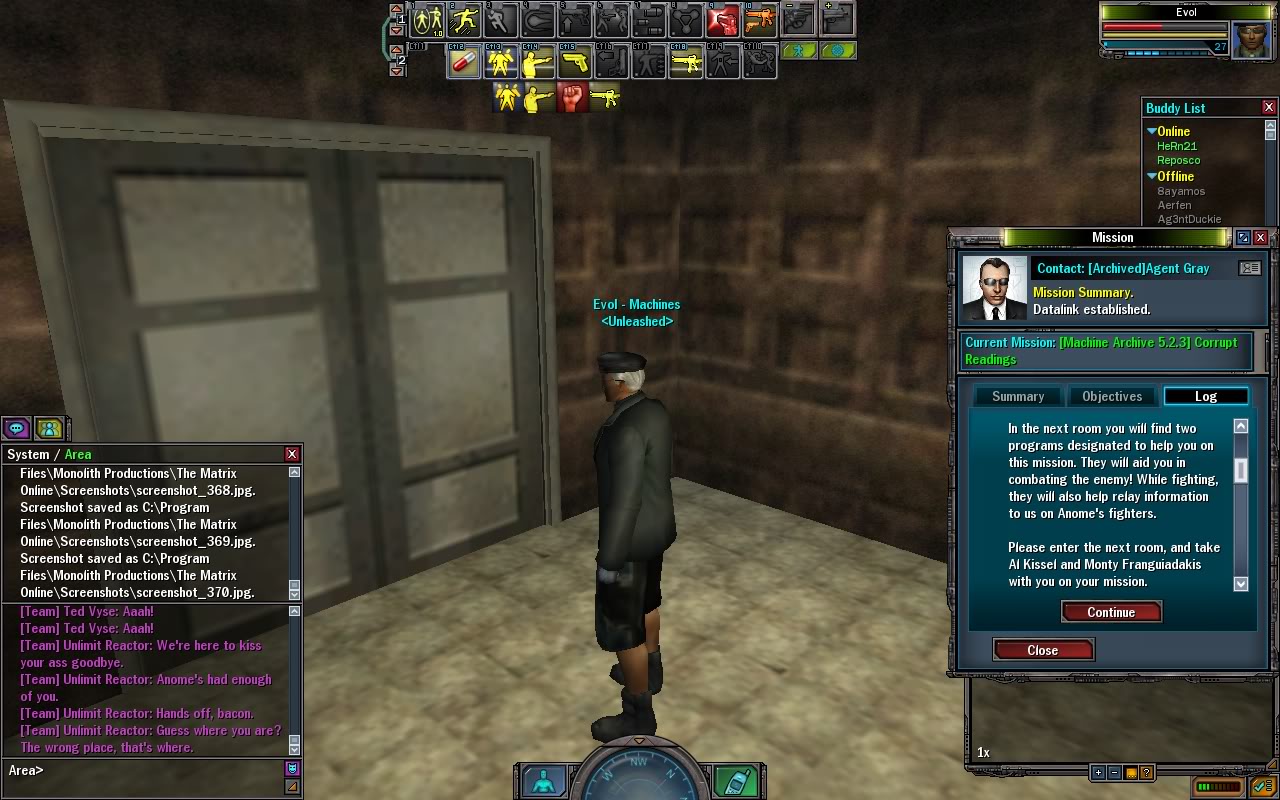 1
1.0
2
Evol
27
Buddy List
Online
HeRn21
Reposco
Offline
8ayamos
Aerfen
Ag3ntDuckie
Mission
Contact: [Archived]Agent Gray
Mission Summary.
Datalink established.
Current Mission: [Machine Archive 5.2.3] Corrupt
Readings
Summary
Objectives
Log
In the next room you will find two
programs designated to help you on
this mission. They will aid you in
combating the enemy! While fighting,
they will also help relay information
to us on Anome's fighters.
Please enter the next room, and take
Al Kissel and Monty Franguiadakis
with you on your mission.
Continue
Close
1x
Evol - Machines
<Unleashed>
System / Area
Files\Monolith Productions\The Matrix
Online\Screenshots\screenshot_368.jpg.
Screenshot saved as C:\Program
Files\Monolith Productions\The Matrix
Online\Screenshots\screenshot_369.jpg.
Screenshot saved as C:\Program
Files\Monolith Productions\The Matrix
Online\Screenshots\screenshot_370.jpg.
[Team] Ted Vyse: Aaah!
[Team] Ted Vyse: Aaah!
[Team] Unlimit Reactor: We're here to kiss
your ass goodbye.
[Team] Unlimit Reactor: Anome's had enough
of you.
[Team] Unlimit Reactor: Hands off, bacon.
[Team] Unlimit Reactor: Guess where you are?
The wrong place, that's where.
Area>
W NW N